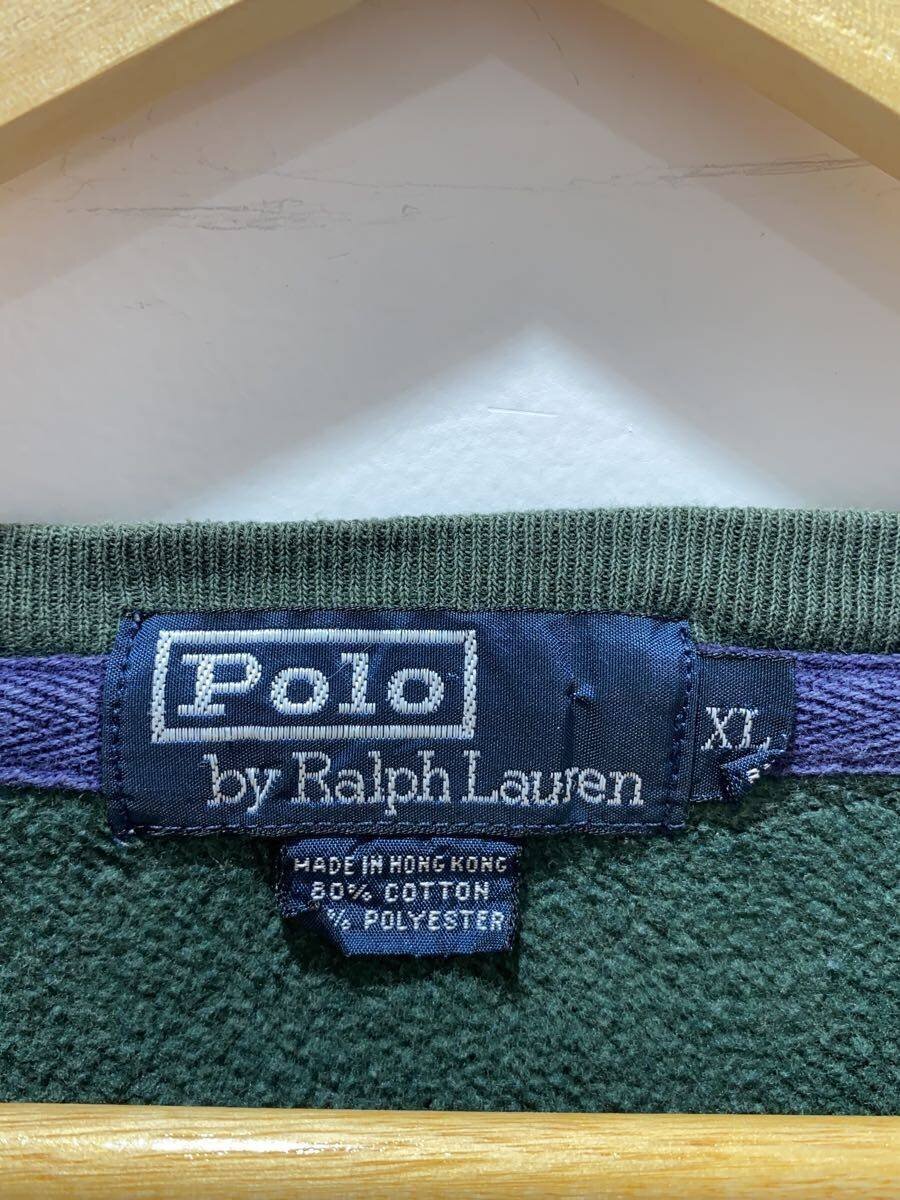 Polo
by Ralph Lauren
XL
MADE IN HONG KONG
80% COTTON
% POLYESTER